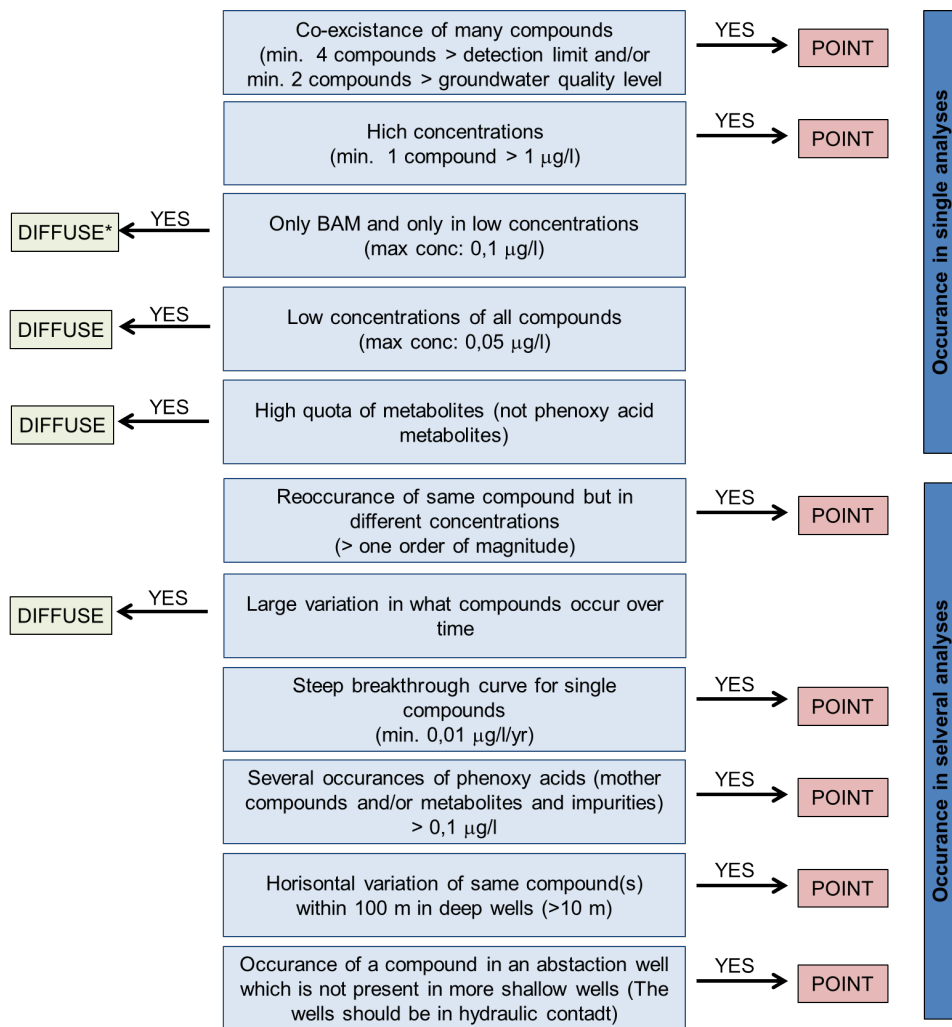 Co-excistance of many compounds
(min. 4 compounds > detection limit and/or
min. 2 compounds > groundwater quality level
YES
POINT
Hich concentrations
(min. 1 compound > 1 µg/l)
YES
POINT
DIFFUSE*
YES
Only BAM and only in low concentrations
(max conc: 0,1 µg/l)
DIFFUSE
YES
Low concentrations of all compounds
(max conc: 0,05 µg/l)
DIFFUSE
YES
High quota of metabolites (not phenoxy acid
metabolites)
Occurance in single analyses
Reoccurance of same compound but in
different concentrations
(> one order of magnitude)
YES
POINT
DIFFUSE
YES
Large variation in what compounds occur over
time
Steep breakthrough curve for single
compounds
(min. 0,01 µg/l/yr)
YES
POINT
Several occurances of phenoxy acids (mother
compounds and/or metabolites and impurities)
> 0,1 µg/l
YES
POINT
Horisontal variation of same compound(s)
within 100 m in deep wells (>10 m)
YES
POINT
Occurance of a compound in an abstaction well
which is not present in more shallow wells (The
wells should be in hydraulic contadt)
YES
POINT
Occurance in selveral analyses